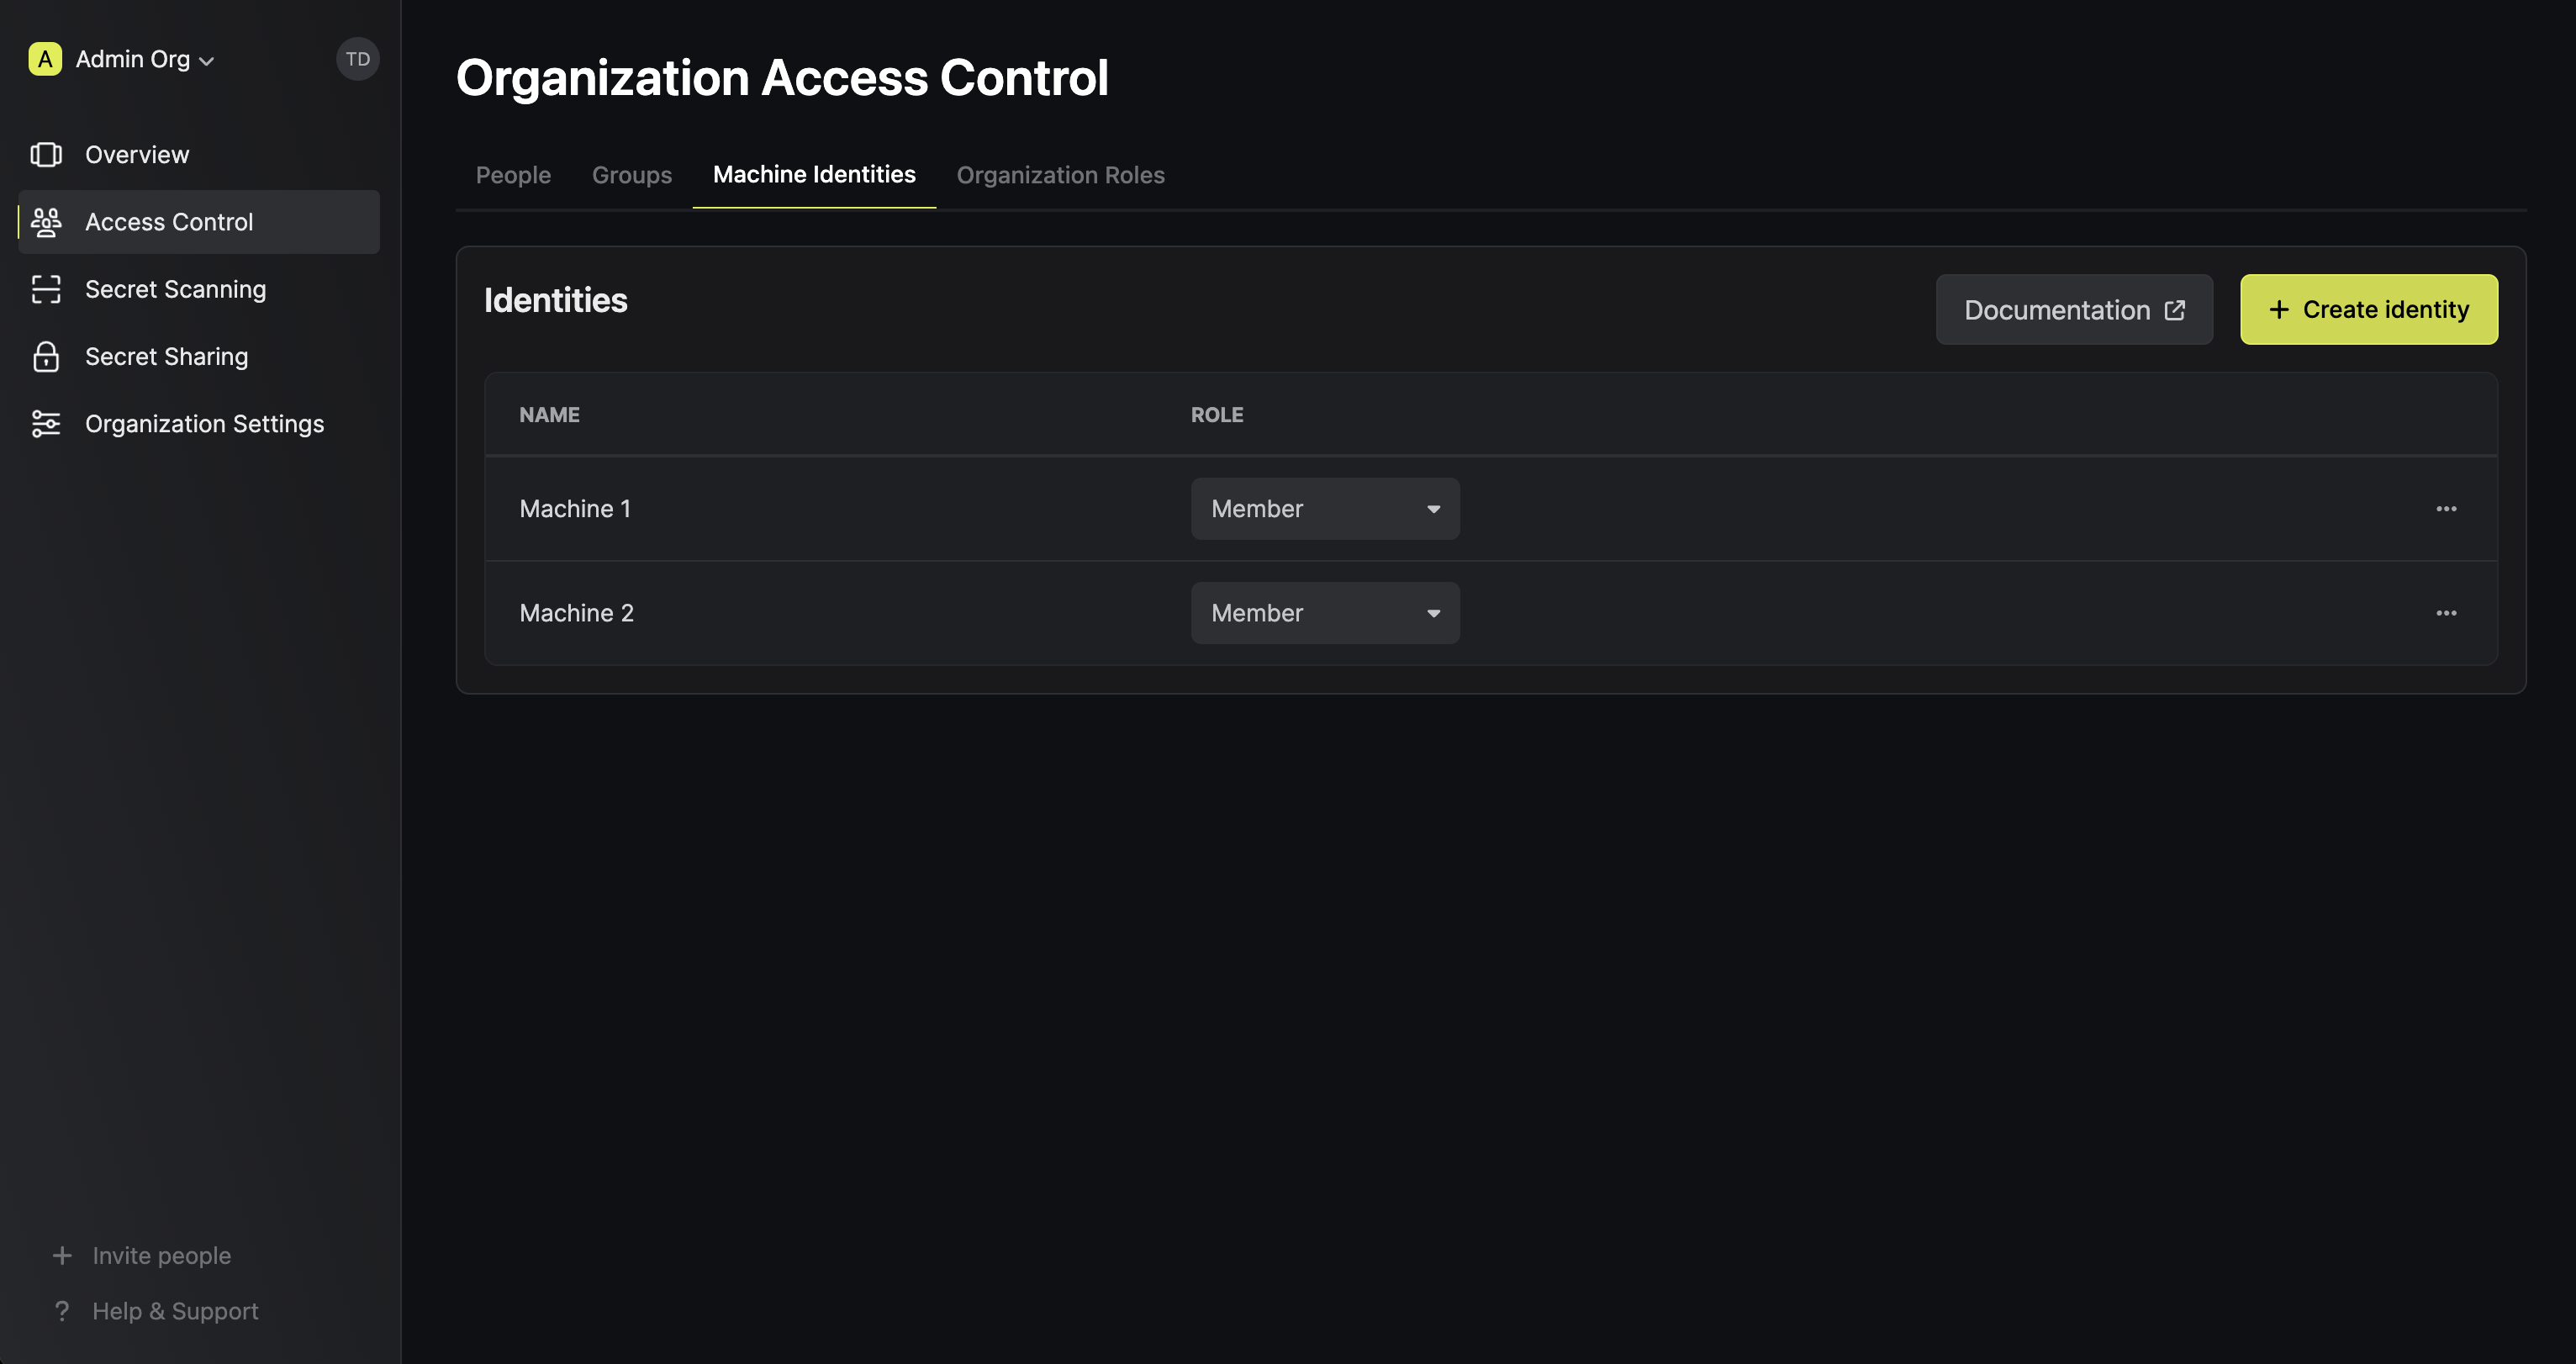 A Admin Org TD
Overview
Access Control
Secret Scanning
Secret Sharing
Organization Settings
+ Invite people
? Help & Support
Organization Access Control
People Groups Machine Identities Organization Roles
Identities
Documentation + Create identity
NAME ROLE
Machine 1 Member
Machine 2 Member